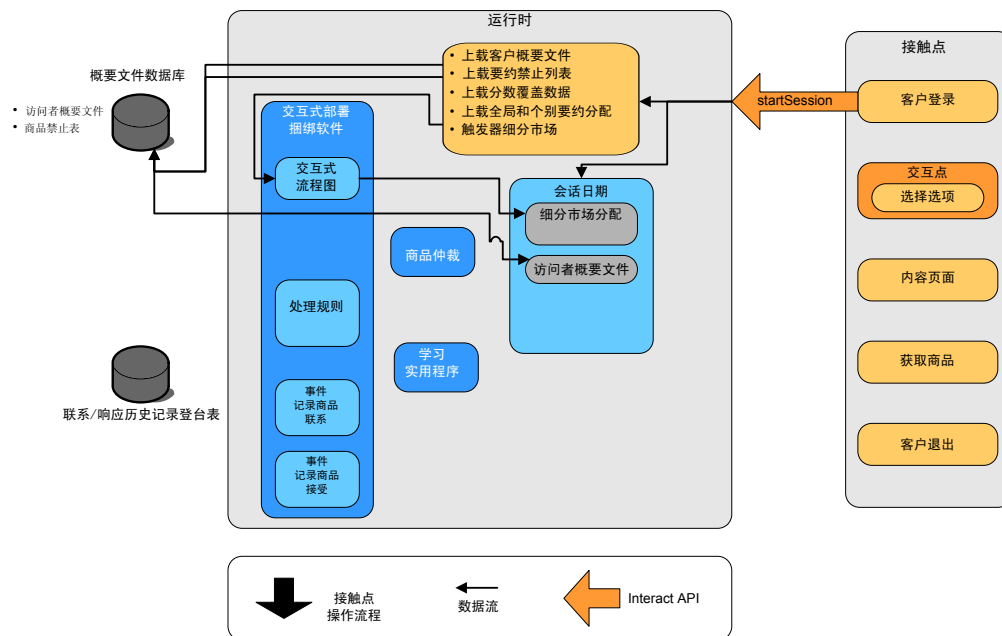 运行时
接触点
概要文件数据库
• 访问者概要文件
• 商品禁止表
• 上载客户概要文件
• 上载要约禁止列表
• 上载分数覆盖数据
• 上载全局和个别要约分配
• 触发器细分市场
startSession
客户登录
交互式部署
捆绑软件
交互式
流程图
会话日期
细分市场分配
访问者概要文件
交互点
选择选项
商品仲裁
内容页面
处理规则
学习
实用程序
获取商品
联系/响应历史记录登台表
事件
记录商品
联系
客户退出
事件
记录商品
接受
接触点
操作流程
数据流
Interact API